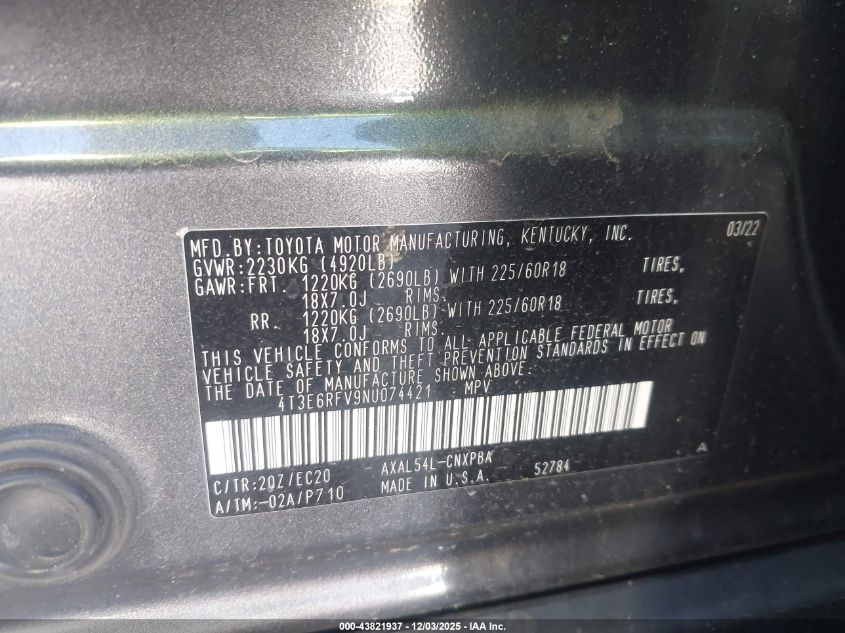 MFD.BY:TOYOTA MOTOR MANUFACTURING, KENTUCKY, INC. 03/22
GVWR:2230KG (4920LB)
GAWR:FRT. 1220KG (2690LB) WITH 225/60R18 TIRES,
18X7.0J RIMS.
RR. 1220KG (2690LB) WITH 225/60R18 TIRES,
18X7.0J RIMS.
THIS VEHICLE CONFORMS TO ALL APPLICABLE FEDERAL MOTOR
VEHICLE SAFETY AND THEFT PREVENTION STANDARDS IN EFFECT ON
THE DATE OF MANUFACTURE SHOWN ABOVE.
4T3E6RFV9NU074421 MPV
A
C/TR:2QZ/EC20 AXAL54L-CNXPBA
A/TM:-02A/P710 MADE IN U.S.A. 52784
000-43821937 - 12/03/2025 - IAA Inc.